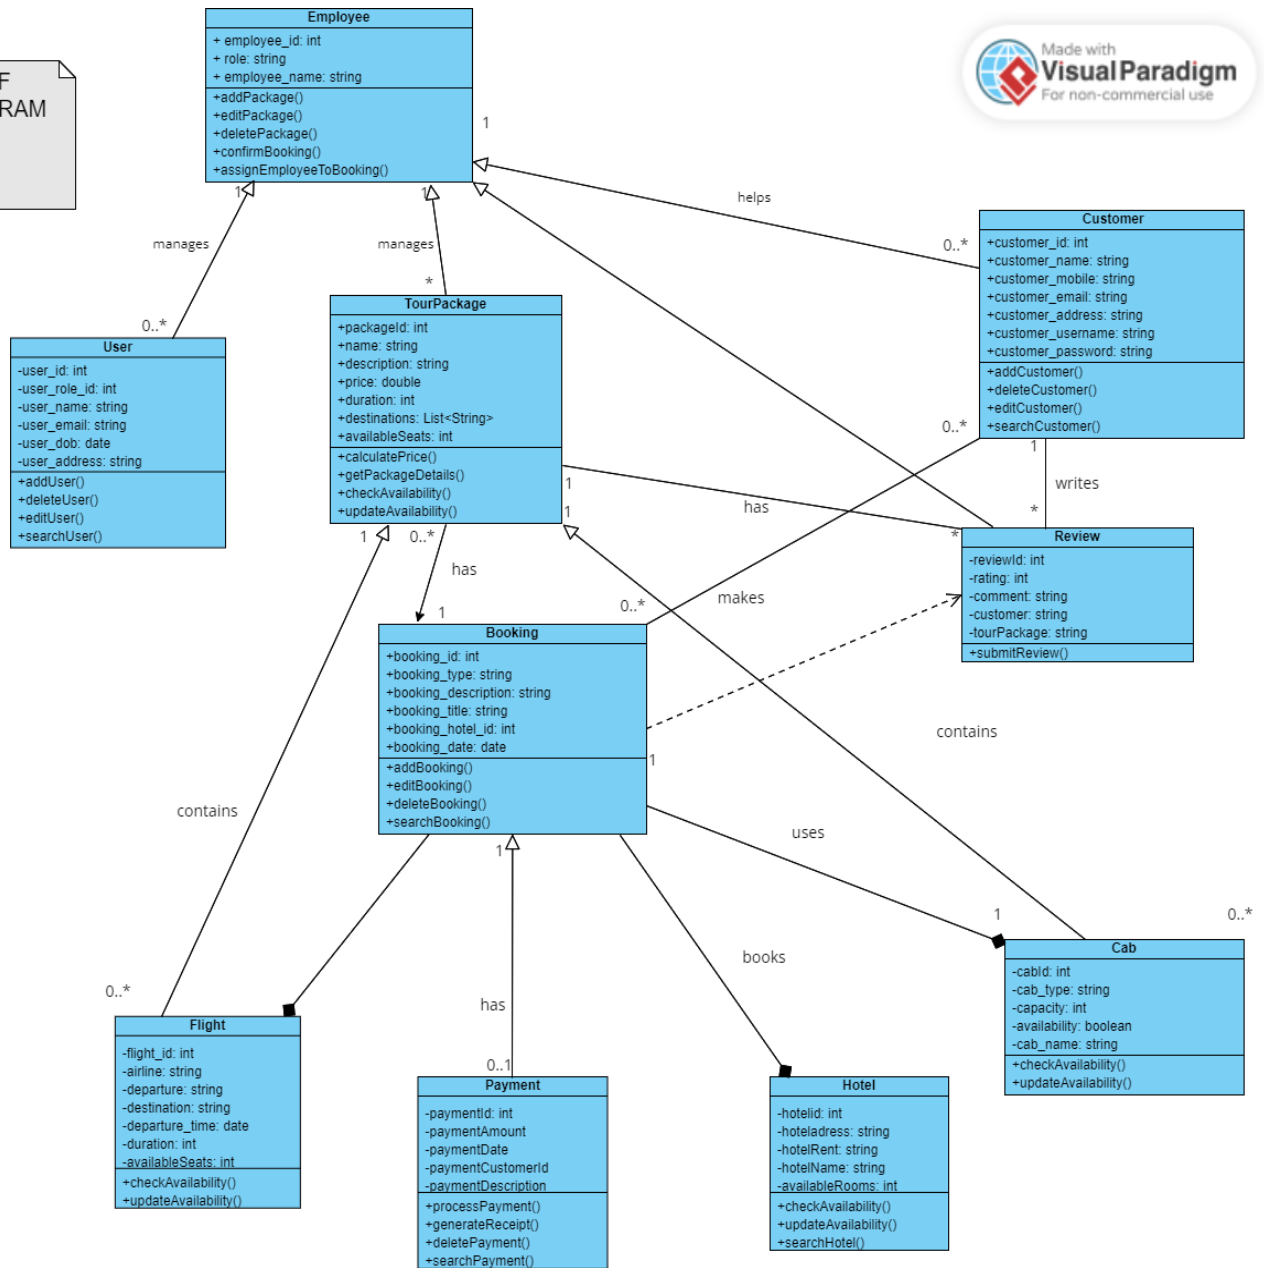 Employee
+ employee_id: int
+ role: string
+ employee_name: string
+addPackage()
+editPackage()
+deletePackage()
+confirmBooking()
+assignEmployeeToBooking()
F
RAM
Made with
Visual Paradigm
For non-commercial use
1
1
1
helps
manages
manages
0..*
*
0..*
Customer
+customer_id: int
+customer_name: string
+customer_mobile: string
+customer_email: string
+customer_address: string
+customer_username: string
+customer_password: string
+addCustomer()
+deleteCustomer()
+editCustomer()
+searchCustomer()
TourPackage
+packageId: int
+name: string
+description: string
+price: double
+duration: int
+destinations: List<String>
+availableSeats: int
+calculatePrice()
+getPackageDetails()
+checkAvailability()
+updateAvailability()
User
-user_id: int
-user_role_id: int
-user_name: string
-user_email: string
-user_dob: date
-user_address: string
+addUser()
+deleteUser()
+editUser()
+searchUser()
0..*
1
writes
*
1
has
*
1
1
0..*
has
1
0..*
makes
Review
-reviewId: int
-rating: int
-comment: string
-customer: string
-tourPackage: string
+submitReview()
Booking
+booking_id: int
+booking_type: string
+booking_description: string
+booking_title: string
+booking_hotel_id: int
+booking_date: date
+addBooking()
+editBooking()
+deleteBooking()
+searchBooking()
contains
1
contains
uses
1
0..*
1
books
has
0..*
0..1
Cab
-cabId: int
-cab_type: string
-capacity: int
-availability: boolean
-cab_name: string
+checkAvailability()
+updateAvailability()
Flight
-flight_id: int
-airline: string
-departure: string
-destination: string
-departure_time: date
-duration: int
-availableSeats: int
+checkAvailability()
+updateAvailability()
Payment
-paymentId: int
-paymentAmount
-paymentDate
-paymentCustomerId
-paymentDescription
+processPayment()
+generateReceipt()
+deletePayment()
+searchPayment()
Hotel
-hotelid: int
-hoteladress: string
-hotelRent: string
-hotelName: string
-availableRooms: int
+checkAvailability()
+updateAvailability()
+searchHotel()